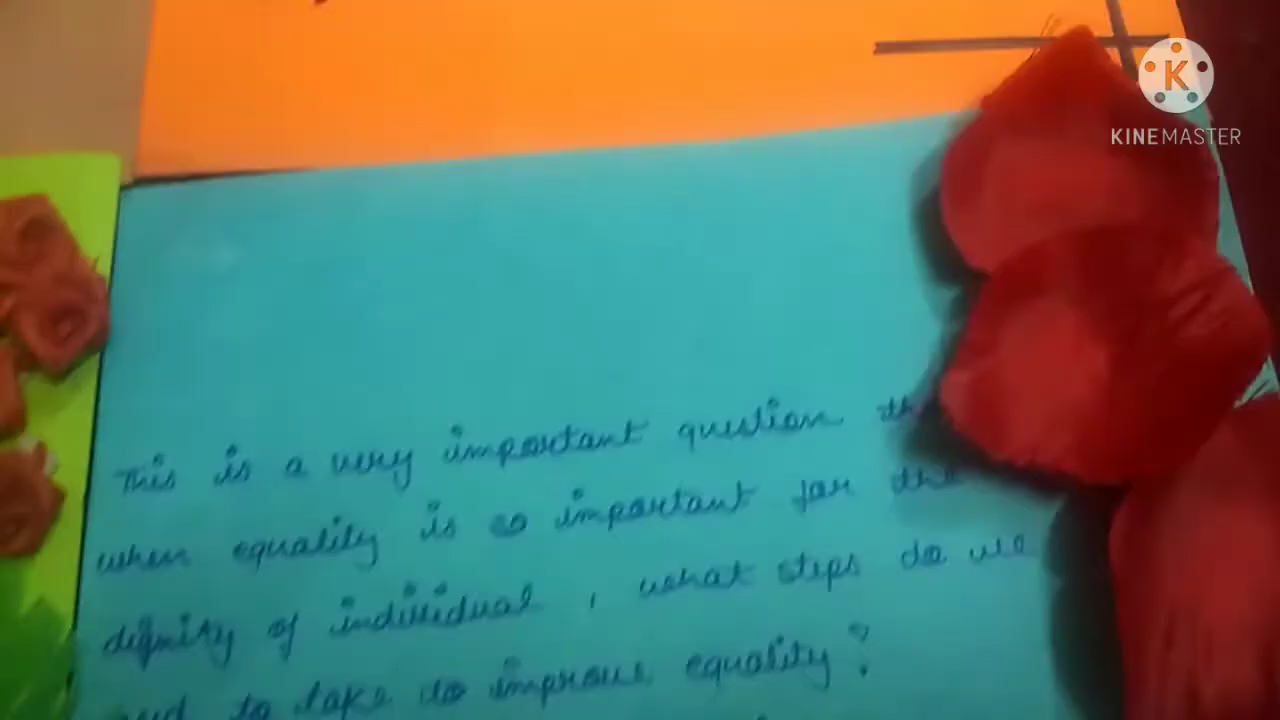 KINEMASTER
This is a very important question
when equality is so important for the
dignity of individual, what steps do we
to take to improve equality?